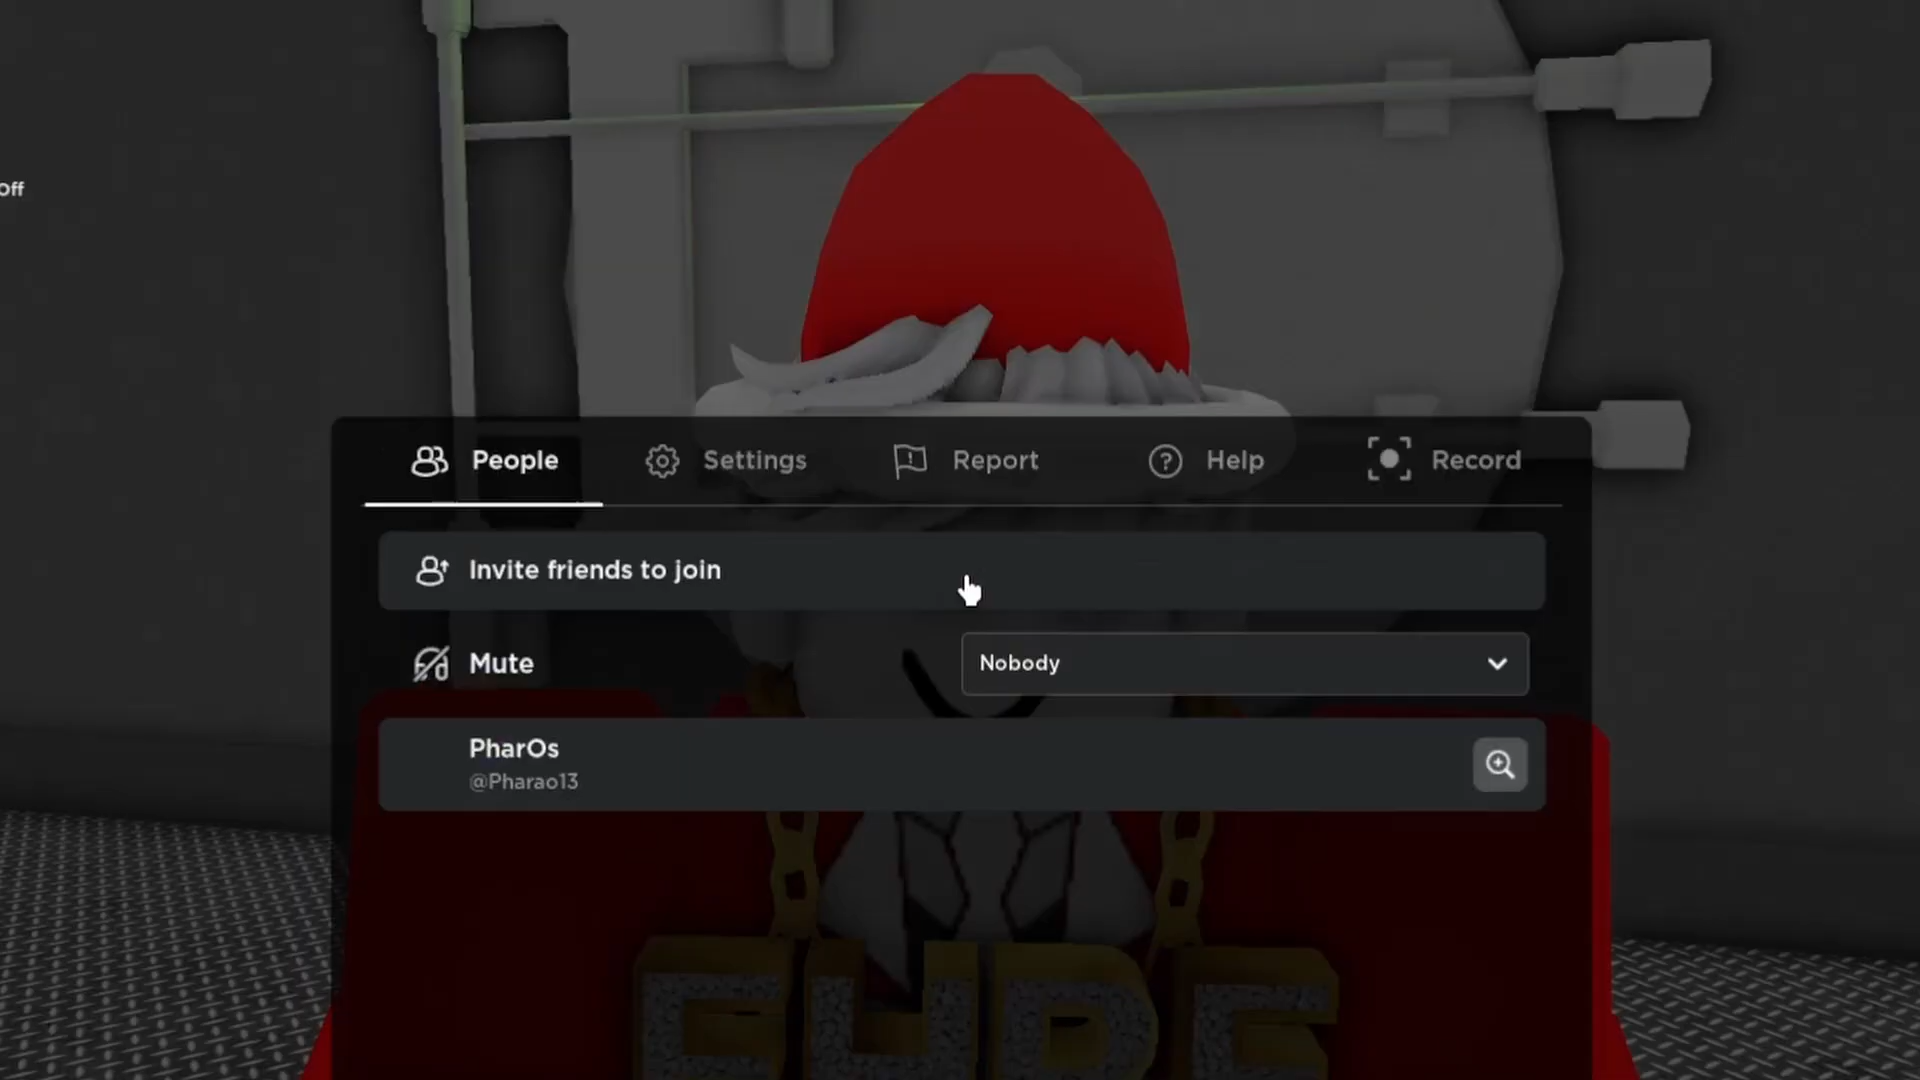 Off
People
Settings
Report
Help
Record
Invite friends to join
Mute
Nobody
PharOs
@Pharao13